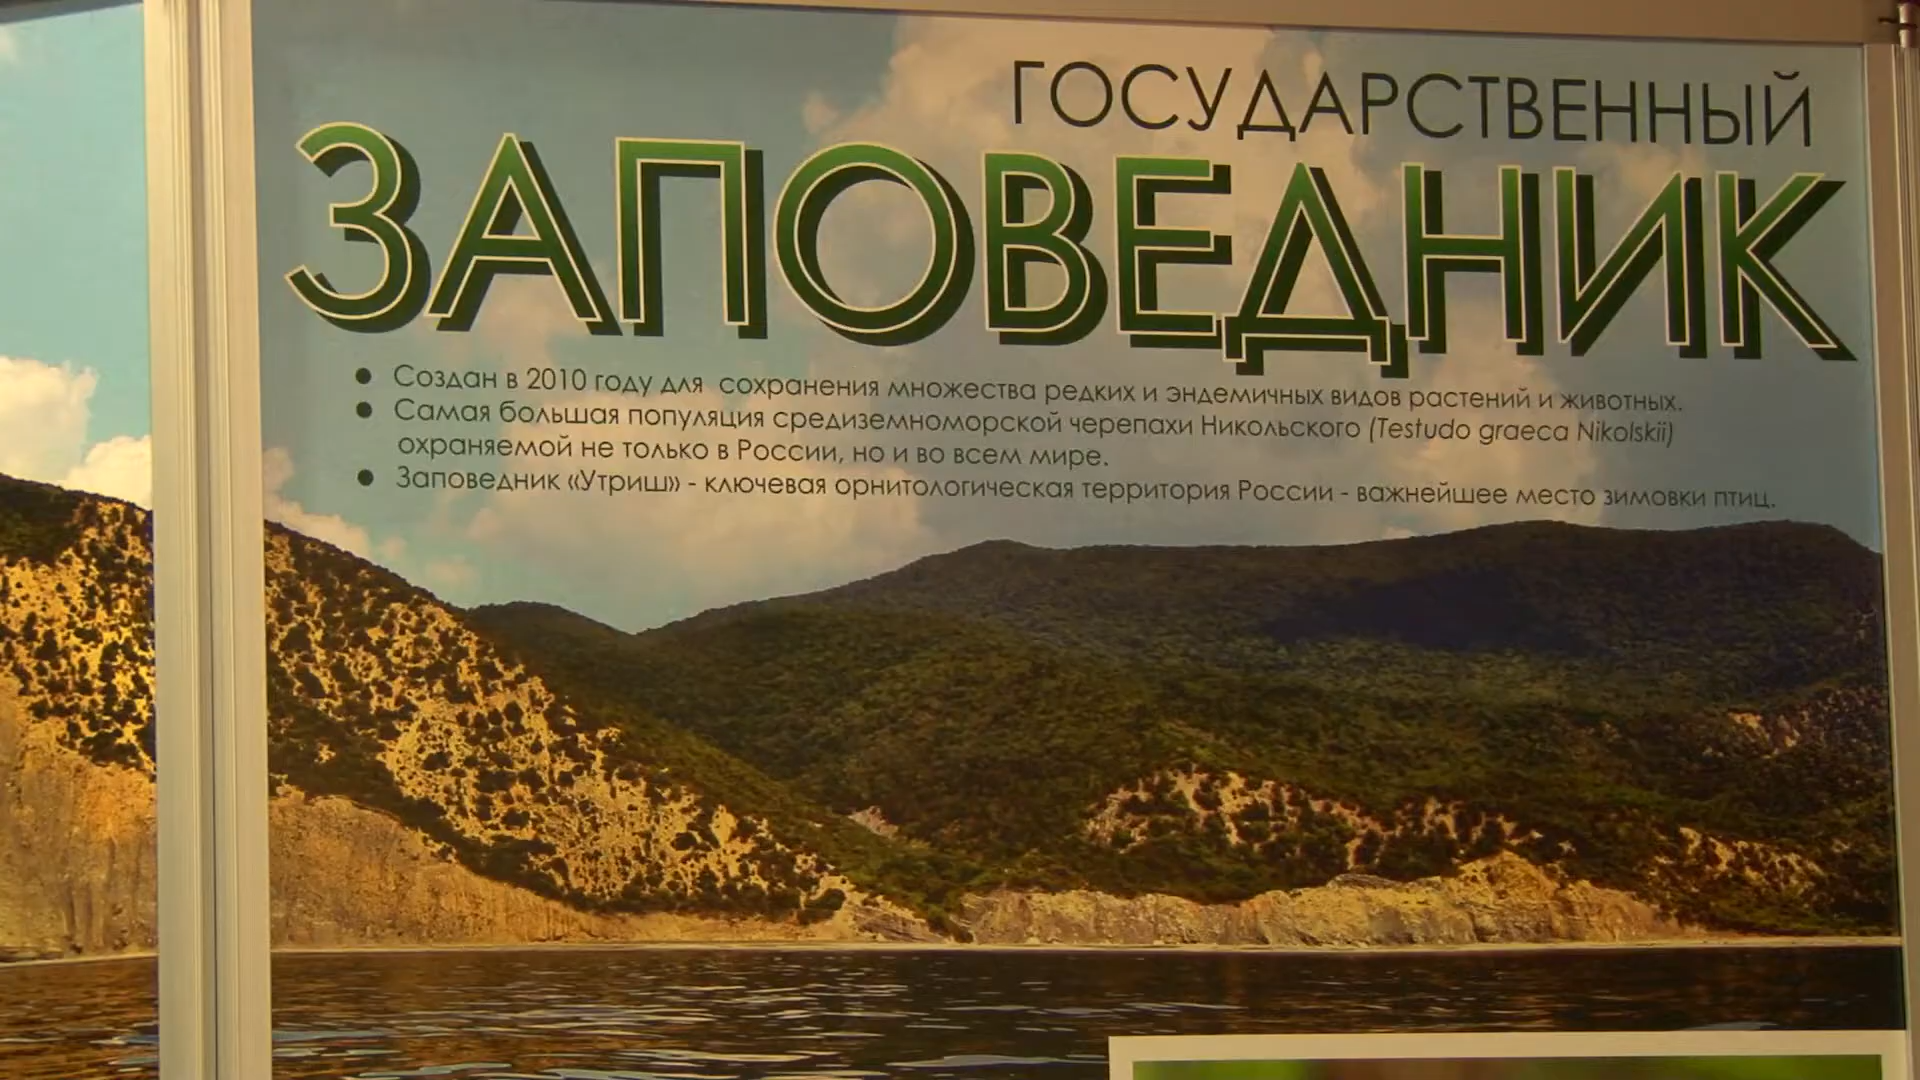 ГОСУДАРСТВЕННЫЙ
ЗАПОВЕДНИК
● Создан в 2010 году для сохранения множества редких и эндемичных видов растений и животных.
● Самая большая популяция средиземноморской черепахи Никольского (Testudo graeca Nikolskii)
охраняемой не только в России, но и во всем мире.
● Заповедник «Утриш» - ключевая орнитологическая территория России - важнейшее место зимовки птиц.